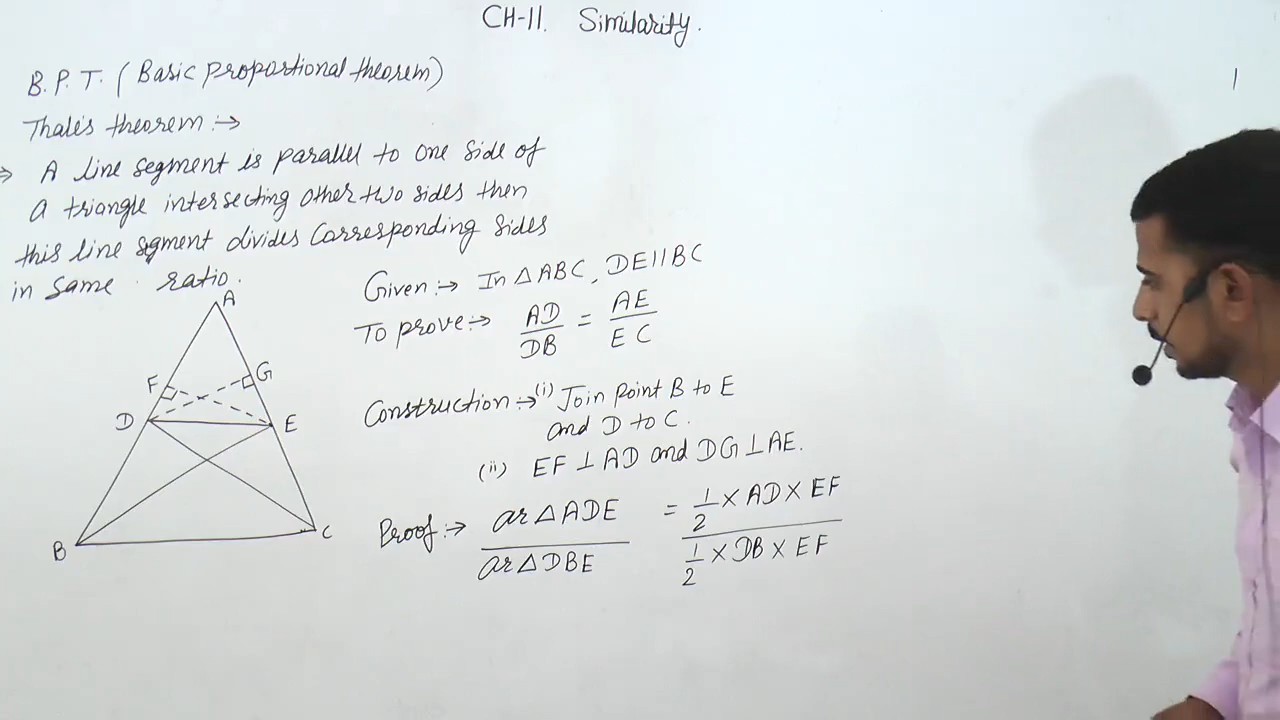 CH-11. Similarity.
B.P.T. (Basic proportional theorem)
Thale's theorem :→
⇒ A line segment is parallel to one side of
a triangle intersecting other two sides then
this line sgment divides corresponding sides
in same ratio.
Given :→ In △ABC, DE||BC
To prove :→ AD/DB = AE/EC
Construction :→ (i) Join point B to E
and D to C.
(ii) EF ⊥ AD and DG ⊥ AE.
Proof :→ ar△ADE / ar△DBE = 1/2 × AD × EF / 1/2 × DB × EF
A
F
G
D
E
B
C
1